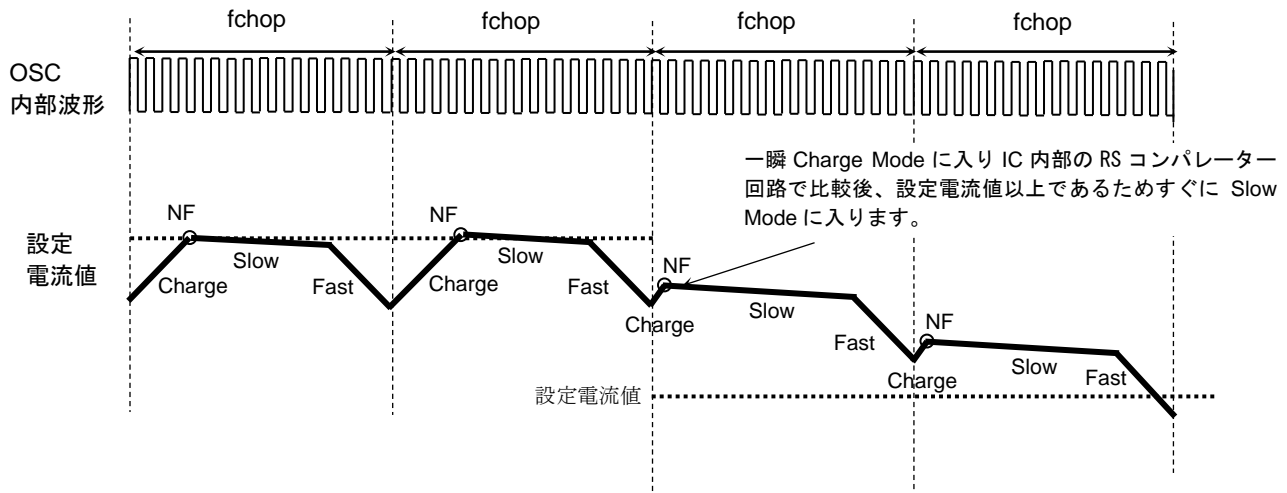 fchop fchop fchop fchop
OSC
内部波形
一瞬 Charge Mode に入り IC 内部の RS コンパレーター
回路で比較後、設定電流値以上であるためすぐに Slow
Mode に入ります。
設定
電流値
NF
Charge
Slow
Fast
NF
Charge
Slow
Fast
NF
Charge
Slow
Fast
NF
Charge
Slow
Fast
設定電流値